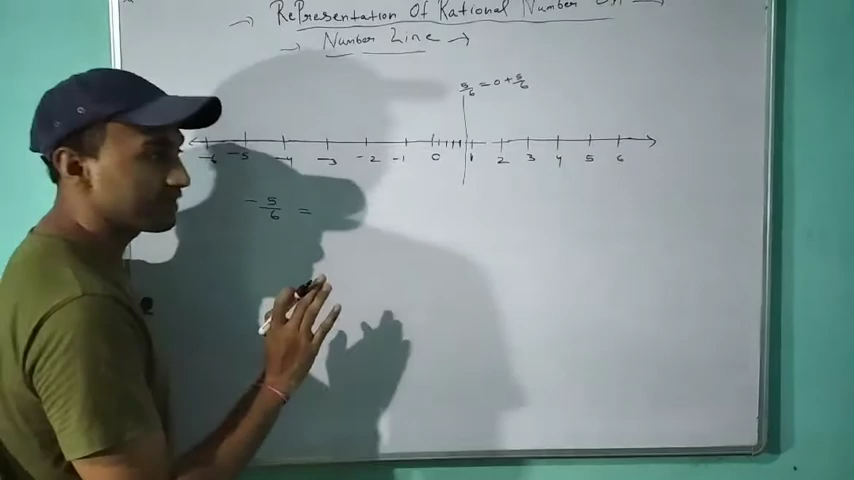 → Representation Of Rational Number On →
→ Number Line →
5/6 = 0 + 5/6
-6 -5 -4 -3 -2 -1 0 1 2 3 4 5 6
- 5/6 =